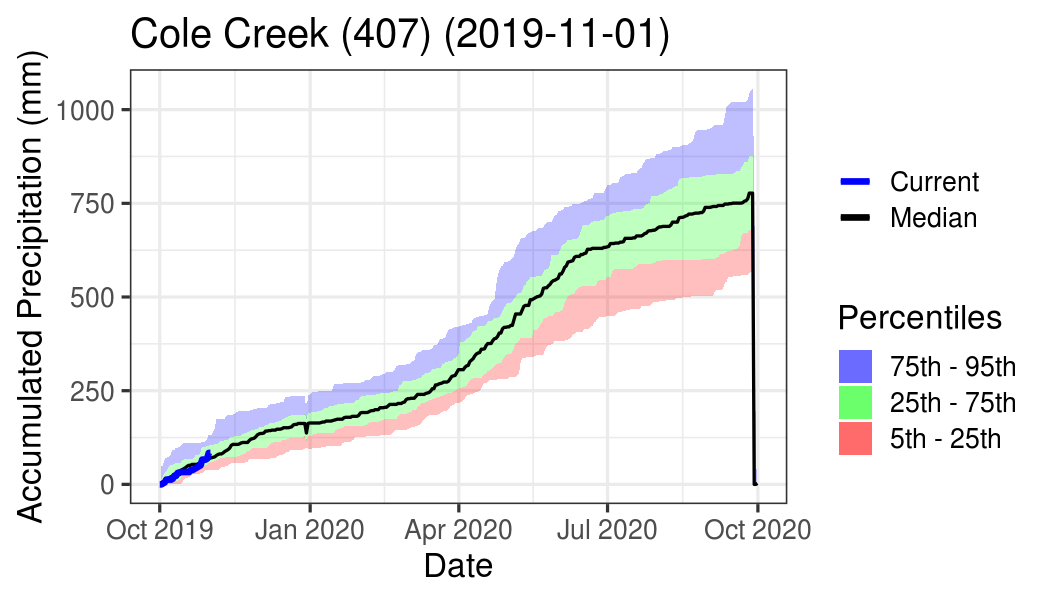 Cole Creek (407) (2019-11-01)
Accumulated Precipitation (mm)
1000
750
500
250
0
Oct 2019
Jan 2020
Apr 2020
Jul 2020
Oct 2020
Date
Current
Median
Percentiles
75th - 95th
25th - 75th
5th - 25th